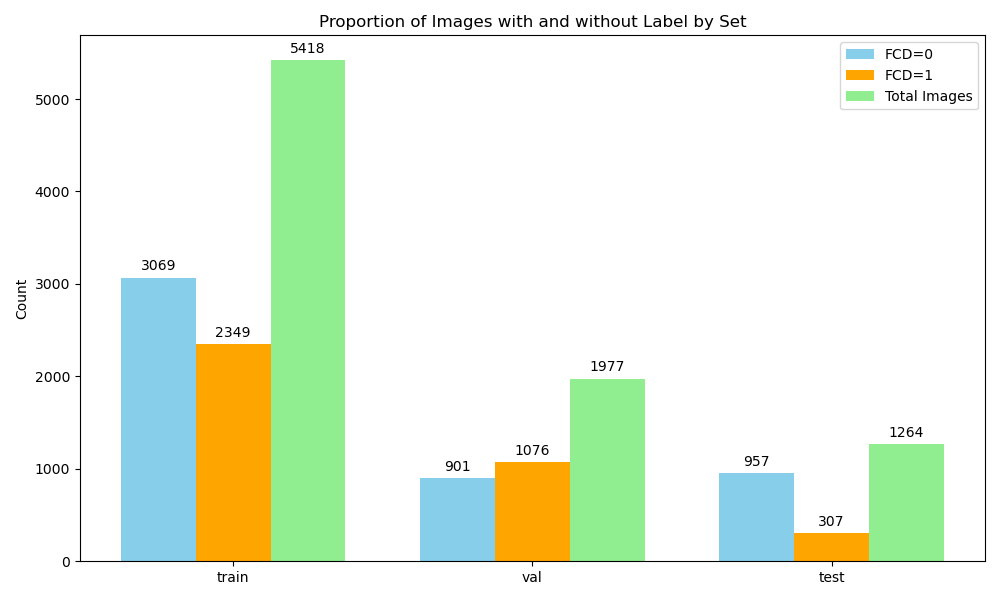 Proportion of Images with and without Label by Set
FCD=0
FCD=1
Total Images
Count
5000
4000
3000
2000
1000
0
3069
2349
5418
901
1076
1977
957
307
1264
train
val
test